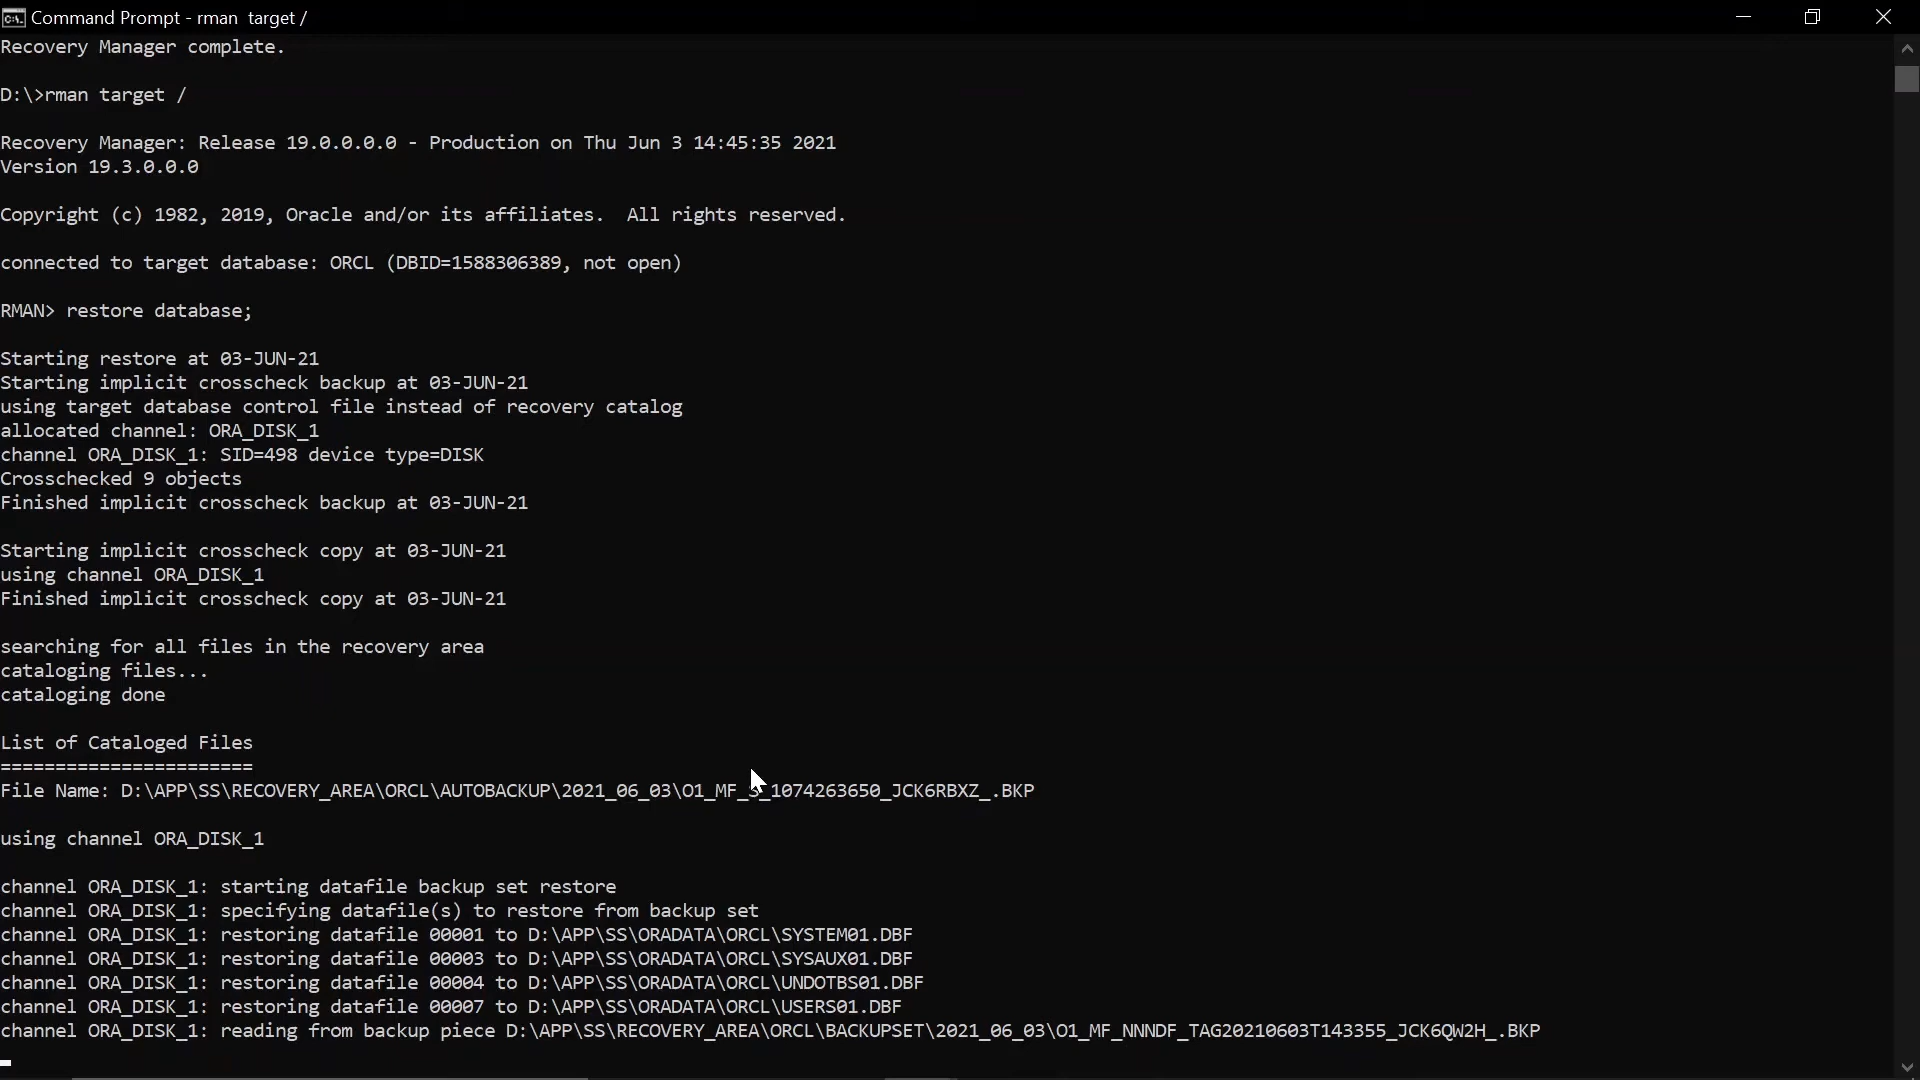 Command Prompt - rman  target /
Recovery Manager complete.
D:\>rman target /
Recovery Manager: Release 19.0.0.0.0 - Production on Thu Jun 3 14:45:35 2021
Version 19.3.0.0.0
Copyright (c) 1982, 2019, Oracle and/or its affiliates.  All rights reserved.
connected to target database: ORCL (DBID=1588306389, not open)
RMAN> restore database;
Starting restore at 03-JUN-21
Starting implicit crosscheck backup at 03-JUN-21
using target database control file instead of recovery catalog
allocated channel: ORA_DISK_1
channel ORA_DISK_1: SID=498 device type=DISK
Crosschecked 9 objects
Finished implicit crosscheck backup at 03-JUN-21
Starting implicit crosscheck copy at 03-JUN-21
using channel ORA_DISK_1
Finished implicit crosscheck copy at 03-JUN-21
searching for all files in the recovery area
cataloging files...
cataloging done
List of Cataloged Files
=======================
File Name: D:\APP\SS\RECOVERY_AREA\ORCL\AUTOBACKUP\2021_06_03\O1_MF_S_1074263650_JCK6RBXZ_.BKP
using channel ORA_DISK_1
channel ORA_DISK_1: starting datafile backup set restore
channel ORA_DISK_1: specifying datafile(s) to restore from backup set
channel ORA_DISK_1: restoring datafile 00001 to D:\APP\SS\ORADATA\ORCL\SYSTEM01.DBF
channel ORA_DISK_1: restoring datafile 00003 to D:\APP\SS\ORADATA\ORCL\SYSAUX01.DBF
channel ORA_DISK_1: restoring datafile 00004 to D:\APP\SS\ORADATA\ORCL\UNDOTBS01.DBF
channel ORA_DISK_1: restoring datafile 00007 to D:\APP\SS\ORADATA\ORCL\USERS01.DBF
channel ORA_DISK_1: reading from backup piece D:\APP\SS\RECOVERY_AREA\ORCL\BACKUPSET\2021_06_03\O1_MF_NNNDF_TAG20210603T143355_JCK6QW2H_.BKP